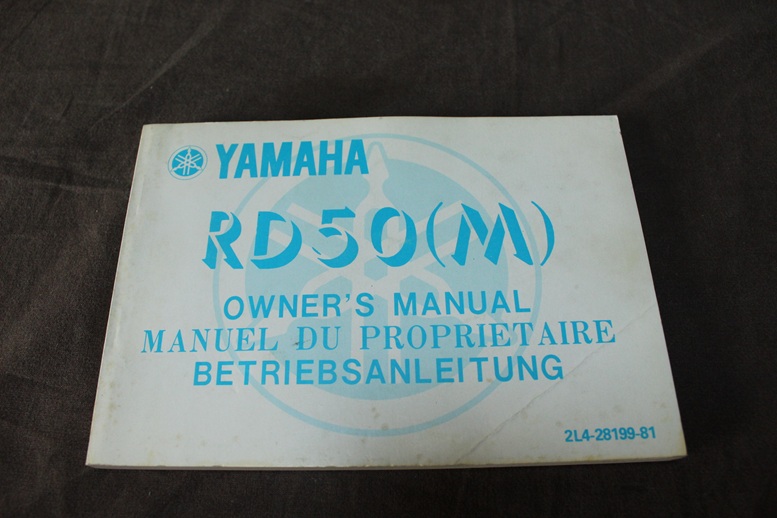 YAMAHA
RD50(M)
OWNER'S MANUAL
MANUEL DU PROPRIETAIRE
BETRIEBSANLEITUNG
2L4-28199-81